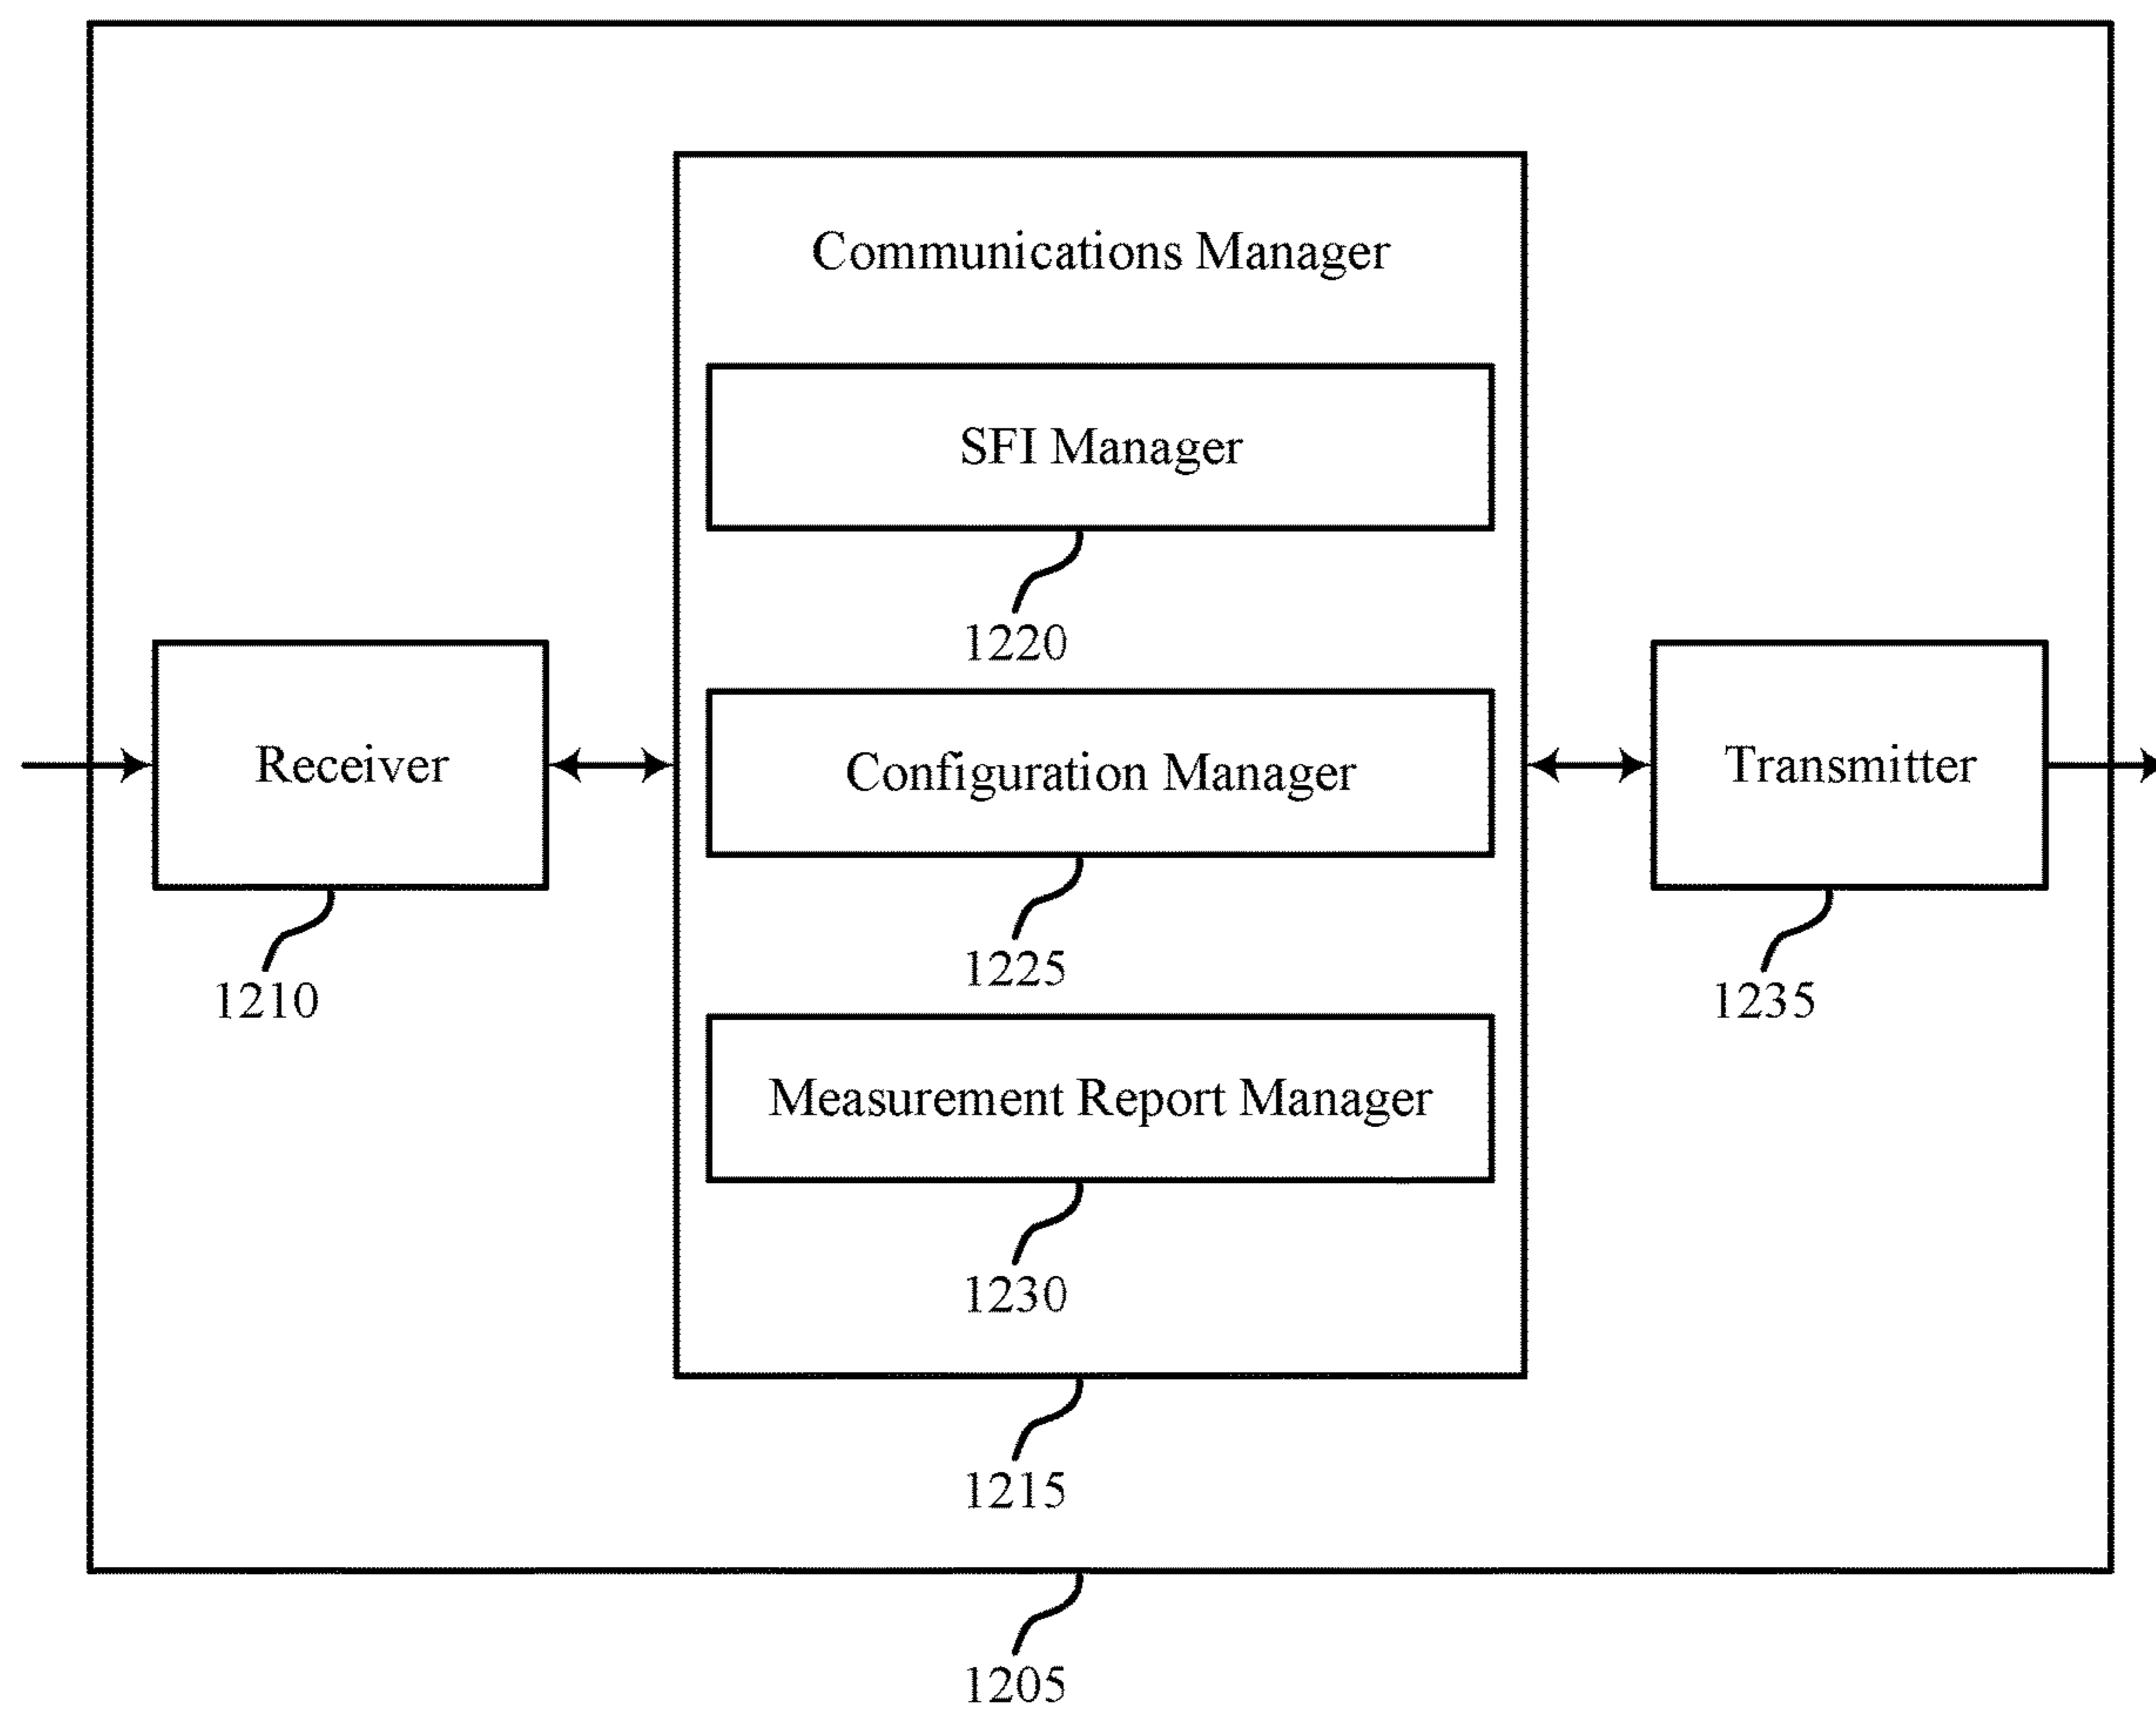 Communications Manager
SFI Manager
1220
Receiver
Configuration Manager
Transmitter
1225
1210
1235
Measurement Report Manager
1230
1215
1205